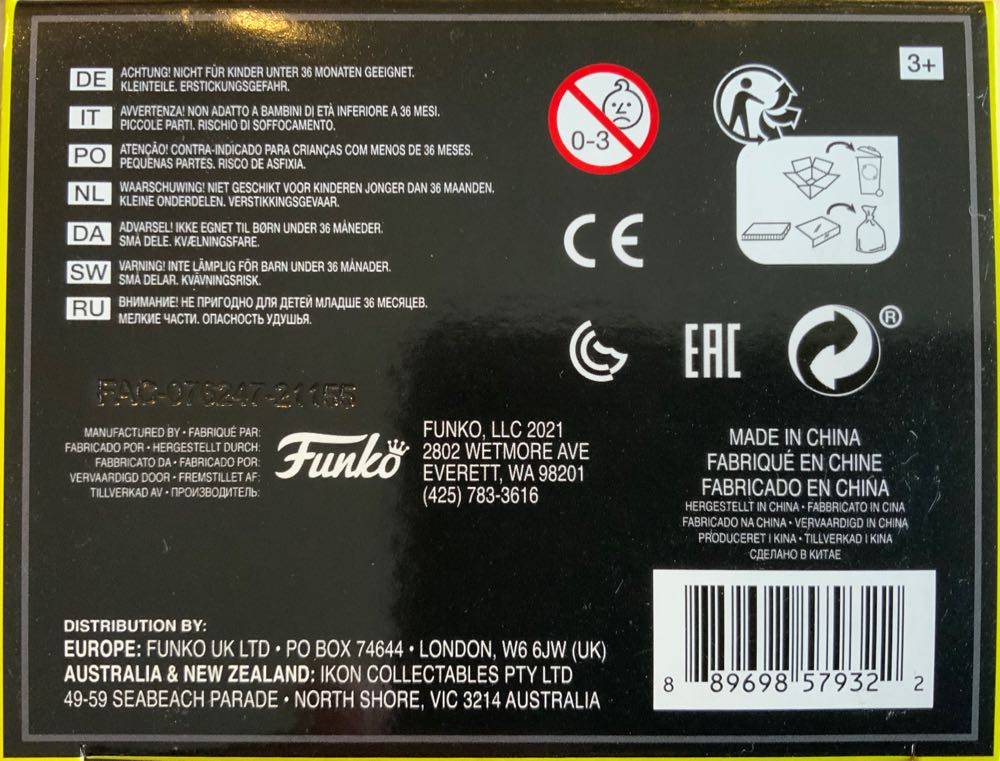 3+
DE
ACHTUNG! NICHT FÜR KINDER UNTER 36 MONATEN GEEIGNET.
KLEINTEILE. ERSTICKUNGSGEFAHR.
IT
AVVERTENZA! NON ADATTO A BAMBINI DI ETÀ INFERIORE A 36 MESI.
PICCOLE PARTI. RISCHIO DI SOFFOCAMENTO.
PO
ATENÇÃO! CONTRA-INDICADO PARA CRIANÇAS COM MENOS DE 36 MESES.
PEQUENAS PARTES. RISCO DE ASFIXIA.
NL
WAARSCHUWING! NIET GESCHIKT VOOR KINDEREN JONGER DAN 36 MAANDEN.
KLEINE ONDERDELEN. VERSTIKKINGSGEVAAR.
DA
ADVARSEL! IKKE EGNET TIL BØRN UNDER 36 MÅNEDER.
SMÅ DELE. KVÆLNINGSFARE.
SW
VARNING! INTE LÄMPLIG FÖR BARN UNDER 36 MÅNADER.
SMÅ DELAR. KVÄVNINGSRISK.
RU
ВНИМАНИЕ! НЕ ПРИГОДНО ДЛЯ ДЕТЕЙ МЛАДШЕ 36 МЕСЯЦЕВ.
МЕЛКИЕ ЧАСТИ. ОПАСНОСТЬ УДУШЬЯ.
0-3
CE
EAC
®
FAC-076247-21155
MANUFACTURED BY • FABRIQUÉ PAR:
FABRICADO POR • HERGESTELLT DURCH:
FABBRICATO DA • FABRICADO POR:
VERVAARDIGD DOOR • FREMSTILLET AF:
TILLVERKAD AV • ПРОИЗВОДИТЕЛЬ:
Funko
FUNKO, LLC 2021
2802 WETMORE AVE
EVERETT, WA 98201
(425) 783-3616
MADE IN CHINA
FABRIQUÉ EN CHINE
FABRICADO EN CHINA
HERGESTELLT IN CHINA • FABBRICATO IN CINA
FABRICADO NA CHINA • VERVAARDIGD IN CHINA
PRODUCERET I KINA • TILLVERKAD I KINA
СДЕЛАНО В КИТАЕ
DISTRIBUTION BY:
EUROPE: FUNKO UK LTD • PO BOX 74644 • LONDON, W6 6JW (UK)
AUSTRALIA & NEW ZEALAND: IKON COLLECTABLES PTY LTD
49-59 SEABEACH PARADE • NORTH SHORE, VIC 3214 AUSTRALIA
8 89698 57932 2